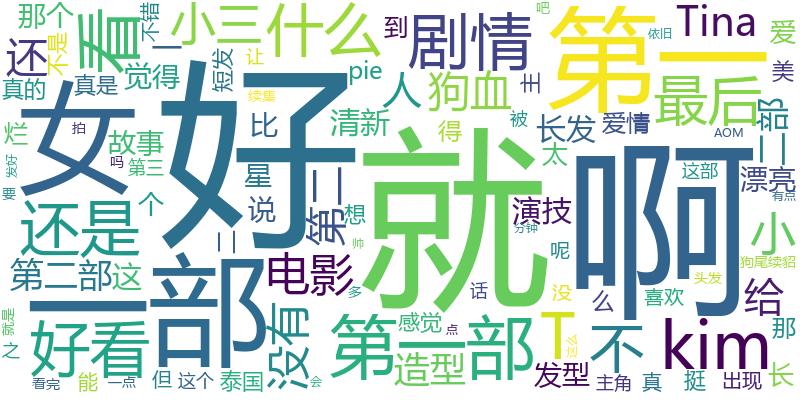 那个
看
不错
小三
什么
到
剧情
吧
第一
依旧
Tina
爱
还
不是
一
觉得
让
短发
pie
人
狗血
主
最后
美
真的
真是
续集
女
好
就
啊
烂
拍
故事
比
清新
得
被
长发
爱情
AOM
二部
吗
第三
星
太
这部
漂亮
发好
要
个
说
第二
想
演技
有点
还是
二
帅
分钟
呢
小
第二部
这
部
电影
狗尾续貂
多
话
没
么
喜欢
头发
给
就是
一部
没有
感觉
点
T
不
kim
那
之
好看
第一部
造型
这么
看完
能
一点
但
这个
泰国
会
发型
主角
真
挺
出现
长